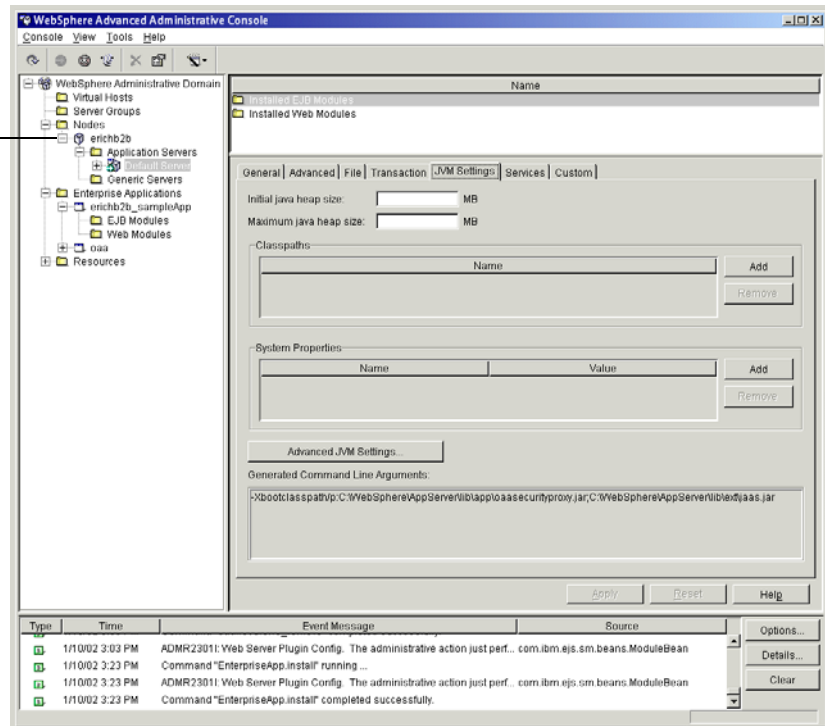 WebSphere Advanced Administrative Console
Console View Tools Help
WebSphere Administrative Domain
Virtual Hosts
Server Groups
Nodes
erichb2b
Application Servers
Default Server
Generic Servers
Enterprise Applications
erichb2b_sampleApp
EJB Modules
Web Modules
oaa
Resources
Name
Installed EJB Modules
Installed Web Modules
General Advanced File Transaction JVM Settings Services Custom
Initial java heap size: MB
Maximum java heap size: MB
Classpaths
Name
Add
Remove
System Properties
Name Value
Add
Remove
Advanced JVM Settings...
Generated Command Line Arguments:
-Xbootclasspath/p:C:\WebSphere\AppServer\lib\app\oaasecurityproxy.jar;C:\WebSphere\AppServer\lib\ext\jaas.jar
Apply Reset Help
Type Time Event Message Source
1/10/02 3:03 PM ADMR2301I: Web Server Plugin Config. The administrative action just perf... com.ibm.ejs.sm.beans.ModuleBean
1/10/02 3:23 PM Command "EnterpriseApp.install" running ...
1/10/02 3:23 PM ADMR2301I: Web Server Plugin Config. The administrative action just perf... com.ibm.ejs.sm.beans.ModuleBean
1/10/02 3:23 PM Command "EnterpriseApp.install" completed successfully.
Options...
Details...
Clear